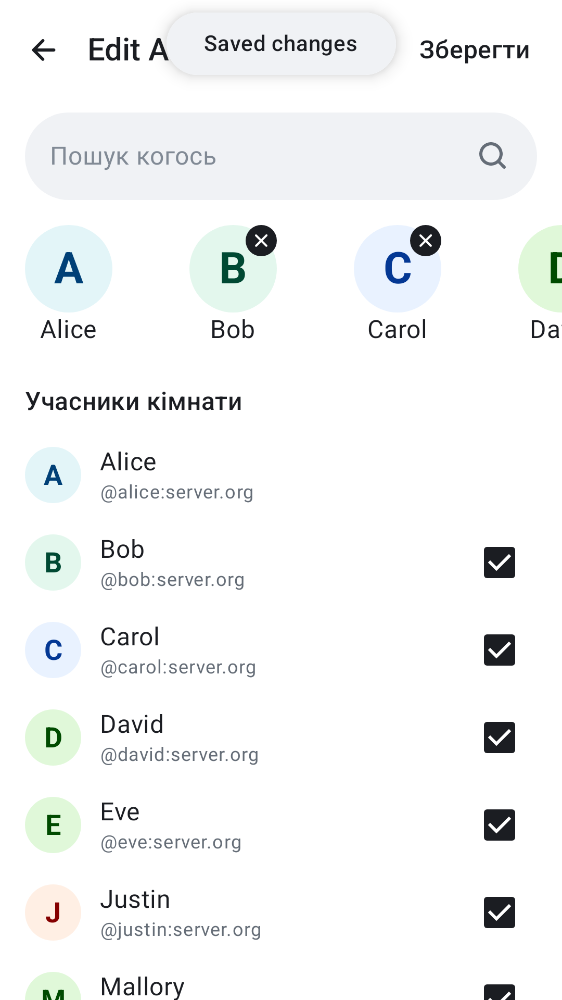 Edit A
Saved changes
Зберегти
Пошук когось
A
B
C
D
Alice
Bob
Carol
Da
Учасники кімнати
A
Alice
@alice:server.org
B
Bob
@bob:server.org
C
Carol
@carol:server.org
D
David
@david:server.org
E
Eve
@eve:server.org
J
Justin
@justin:server.org
M
Mallory